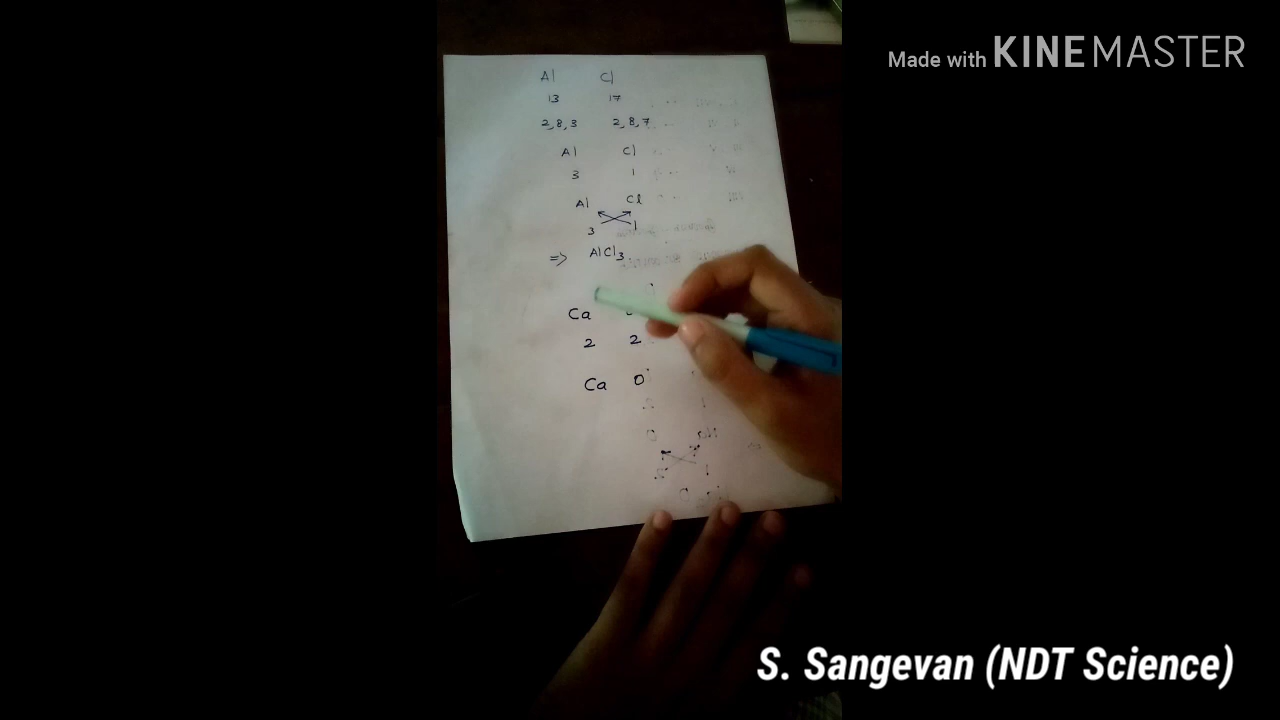 Made with KINEMASTER
Al Cl
13 17
2,8,3 2,8,7
Al Cl
3 1
Al Cl
3 1
⇒ AlCl₃
Ca
2 2
Ca O
S. Sangevan (NDT Science)